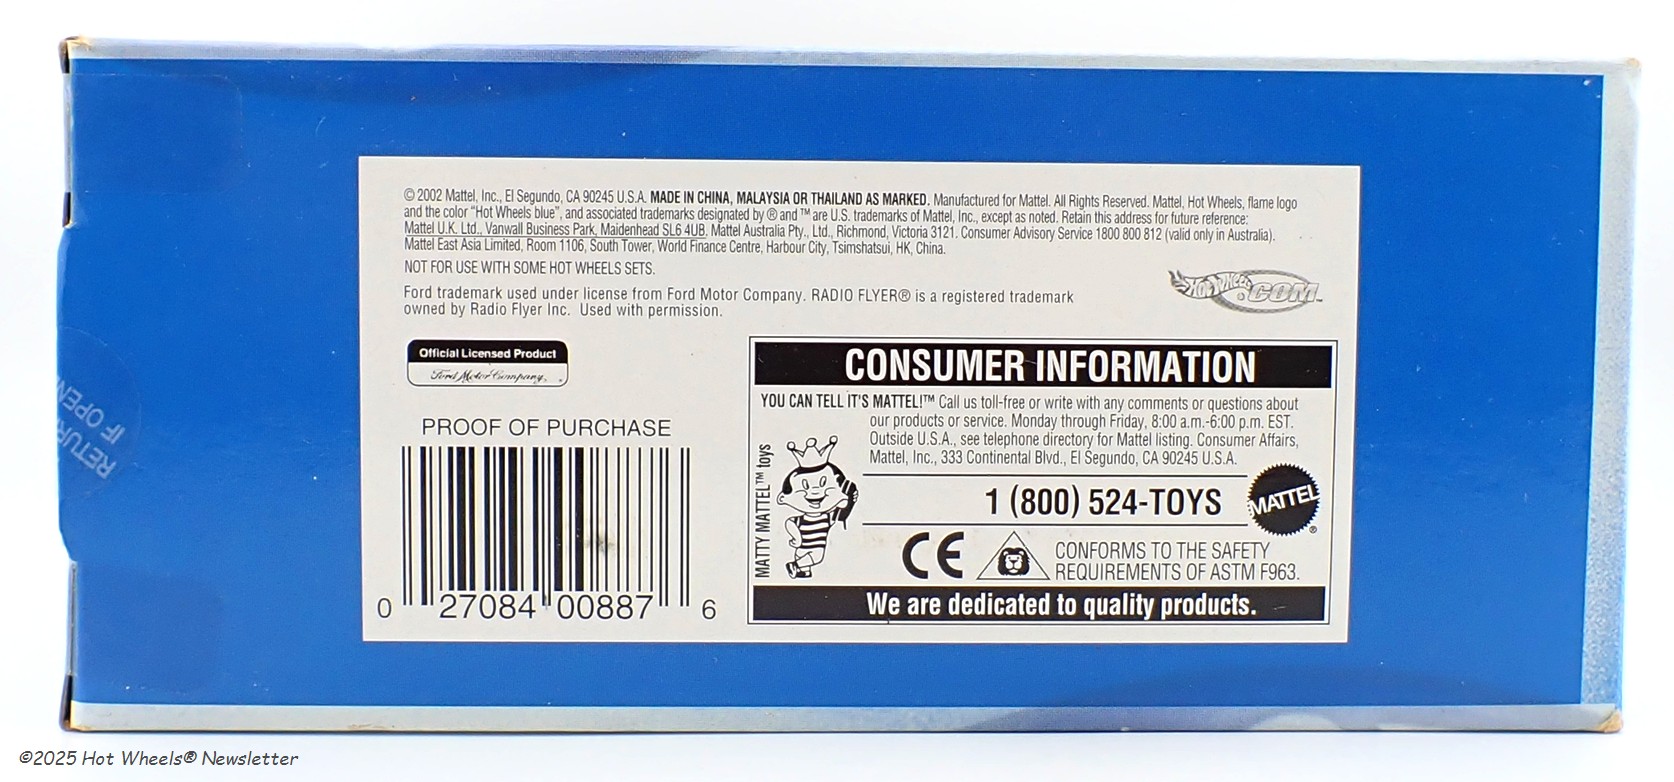 © 2002 Mattel, Inc., El Segundo, CA 90245 U.S.A. MADE IN CHINA, MALAYSIA OR THAILAND AS MARKED. Manufactured for Mattel. All Rights Reserved. Mattel, Hot Wheels, flame logo
and the color "Hot Wheels blue", and associated trademarks designated by ® and ™ are U.S. trademarks of Mattel, Inc., except as noted. Retain this address for future reference:
Mattel U.K. Ltd., Vanwall Business Park, Maidenhead SL6 4UB. Mattel Australia Pty., Ltd., Richmond, Victoria 3121. Consumer Advisory Service 1800 800 812 (valid only in Australia).
Mattel East Asia Limited, Room 1106, South Tower, World Finance Centre, Harbour City, Tsimshatsui, HK, China.
NOT FOR USE WITH SOME HOT WHEELS SETS.
Ford trademark used under license from Ford Motor Company. RADIO FLYER® is a registered trademark
owned by Radio Flyer Inc. Used with permission.
HOT WHEELS .COM™
Official Licensed Product
Ford Motor Company
PROOF OF PURCHASE
0 27084 00887 6
CONSUMER INFORMATION
YOU CAN TELL IT'S MATTEL!™ Call us toll-free or write with any comments or questions about
our products or service. Monday through Friday, 8:00 a.m.-6:00 p.m. EST.
Outside U.S.A., see telephone directory for Mattel listing. Consumer Affairs,
Mattel, Inc., 333 Continental Blvd., El Segundo, CA 90245 U.S.A.
MATTY MATTEL™ toys
1 (800) 524-TOYS
MATTEL®
CE
CONFORMS TO THE SAFETY
REQUIREMENTS OF ASTM F963.
We are dedicated to quality products.
IF OPEN
©2025 Hot Wheels® Newsletter